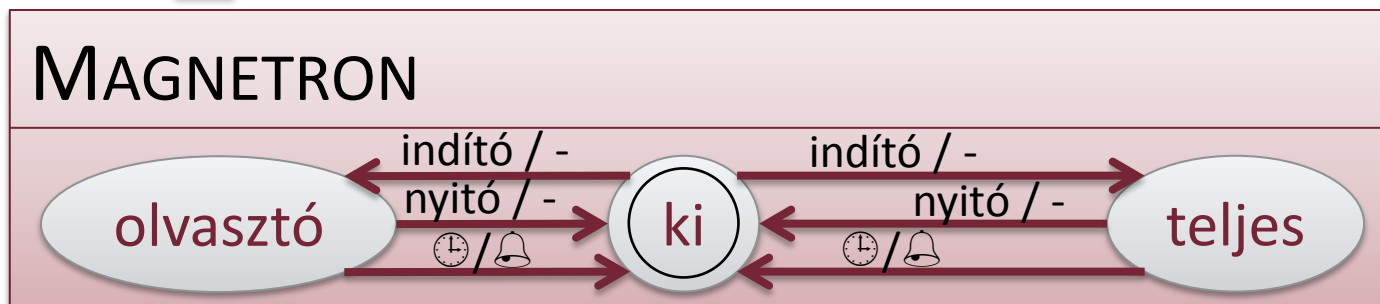 MAGNETRON
indító / - indító / -
nyitó / - nyitó / -
olvasztó ki teljes
🕒/🔔 🕒/🔔